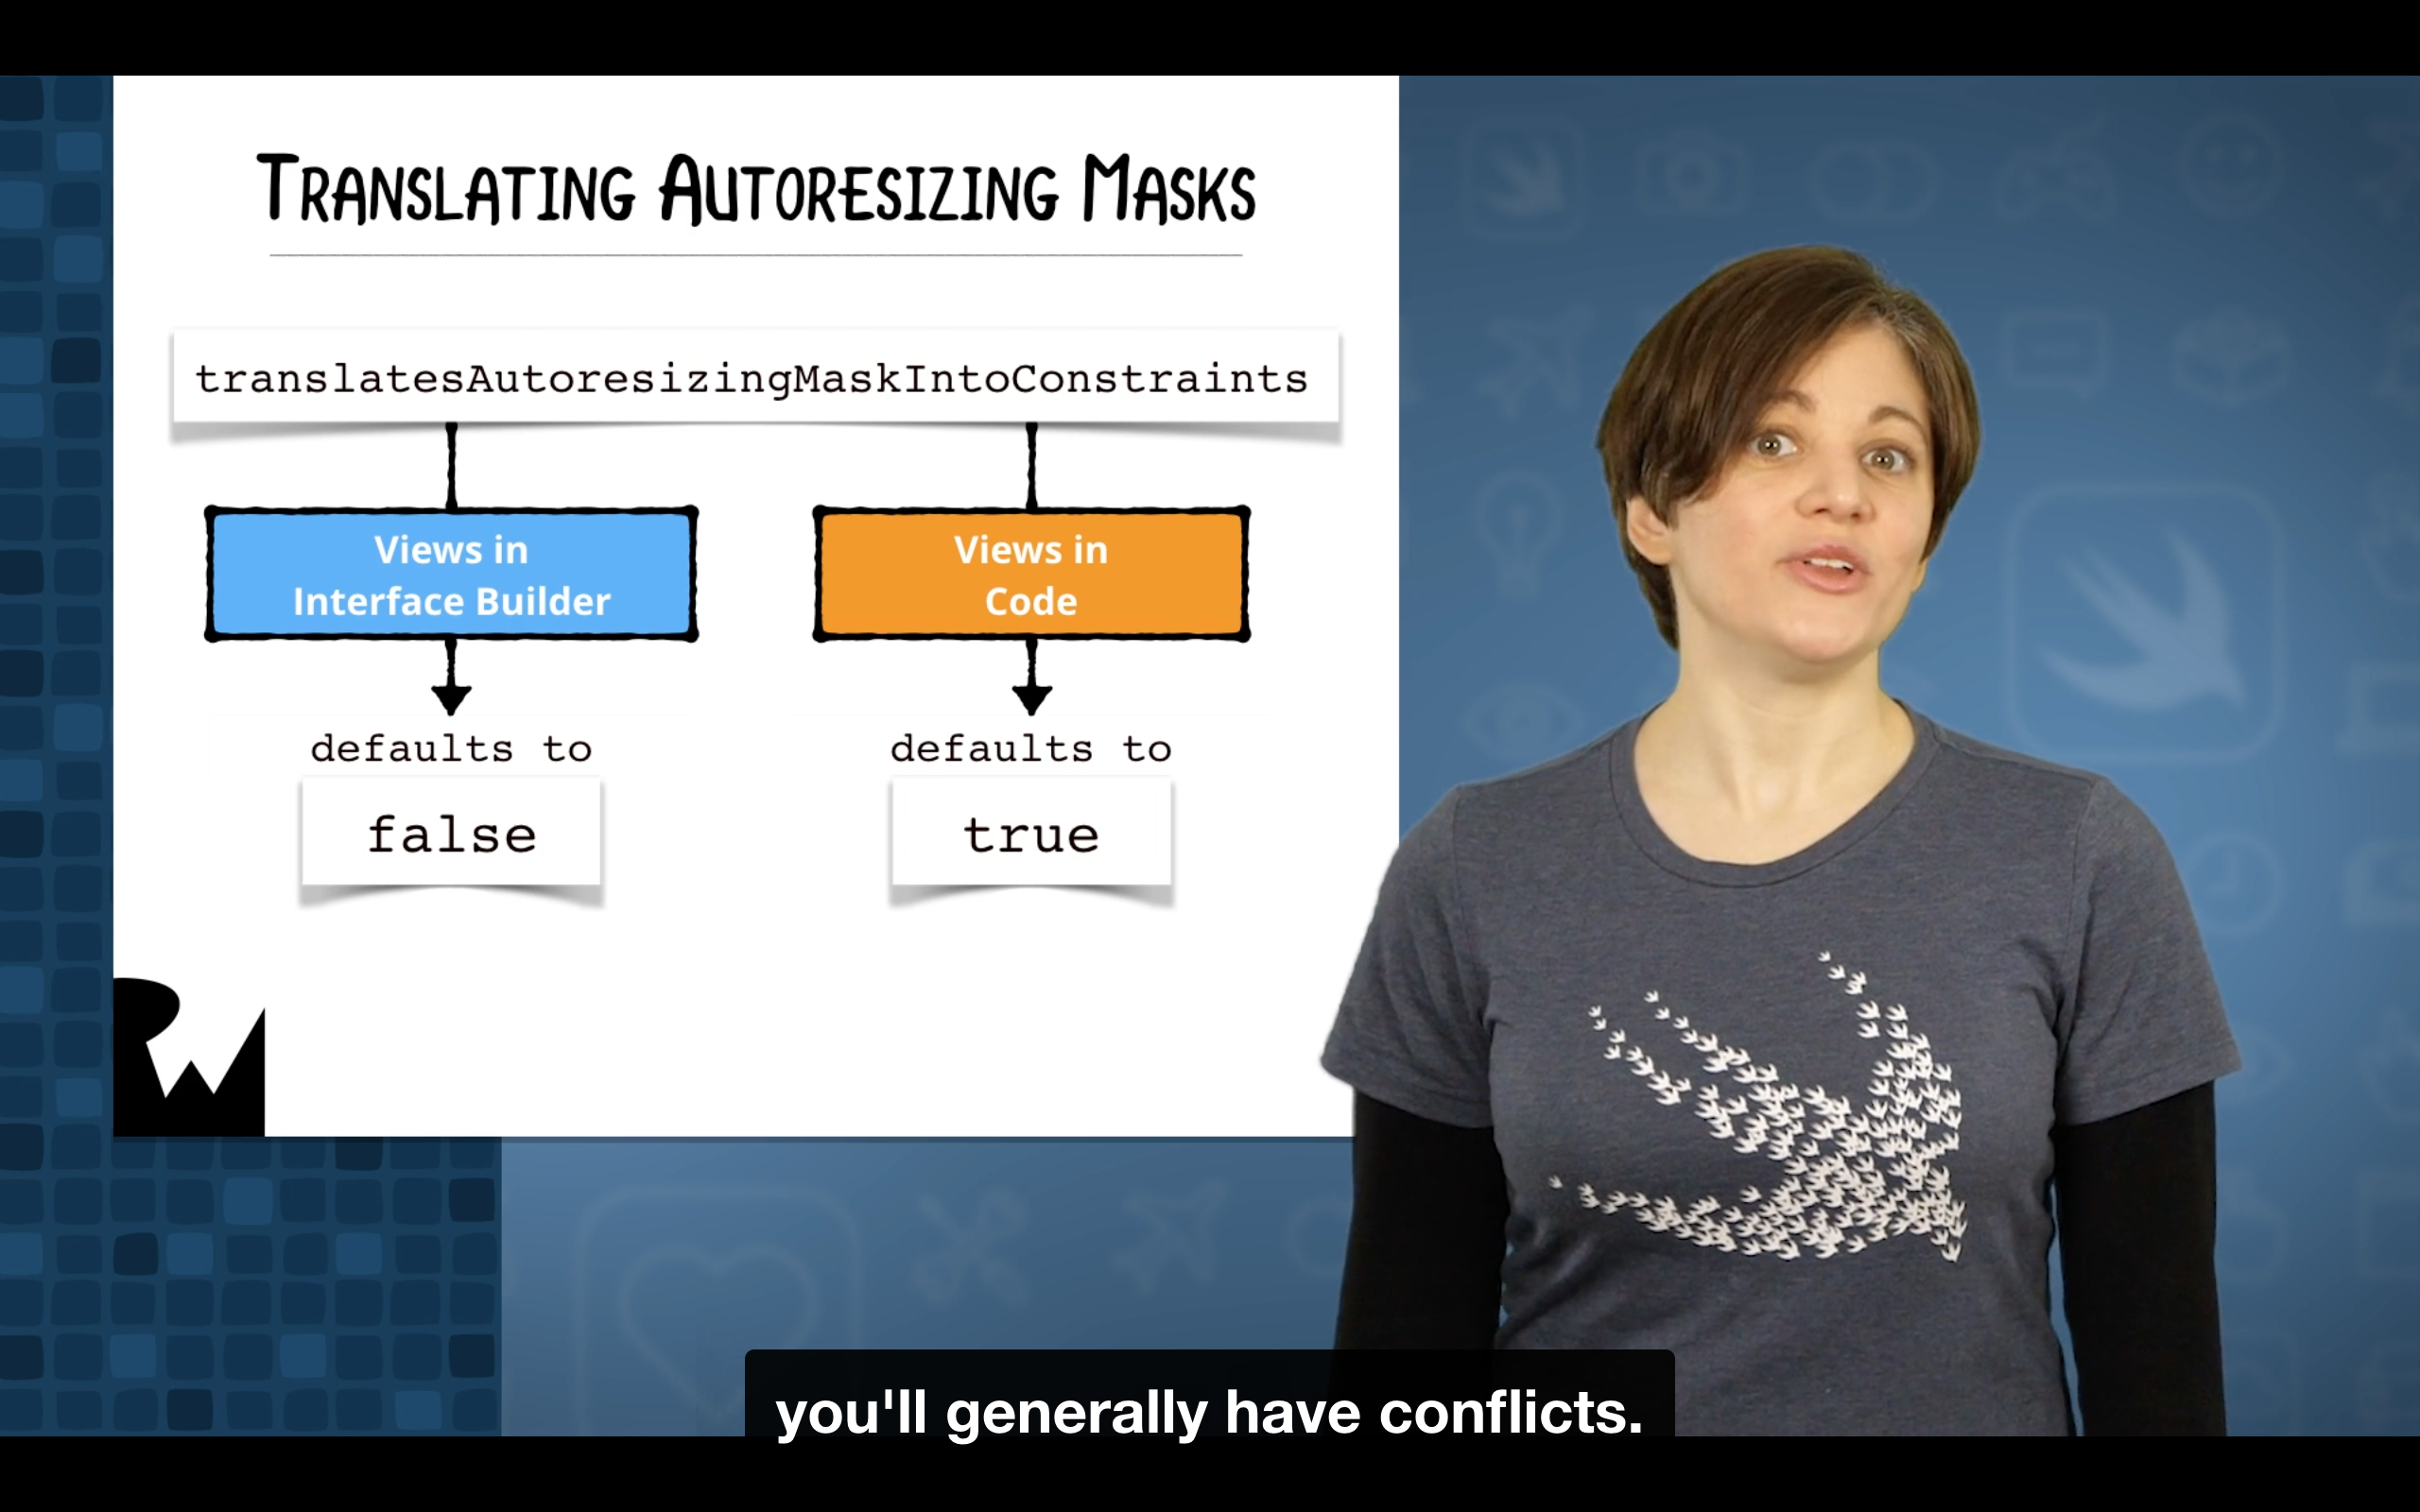 Translating Autoresizing Masks
translatesAutoresizingMaskIntoConstraints
Views in
Interface Builder
defaults to
false
Views in
Code
defaults to
true
RW
you'll generally have conflicts.